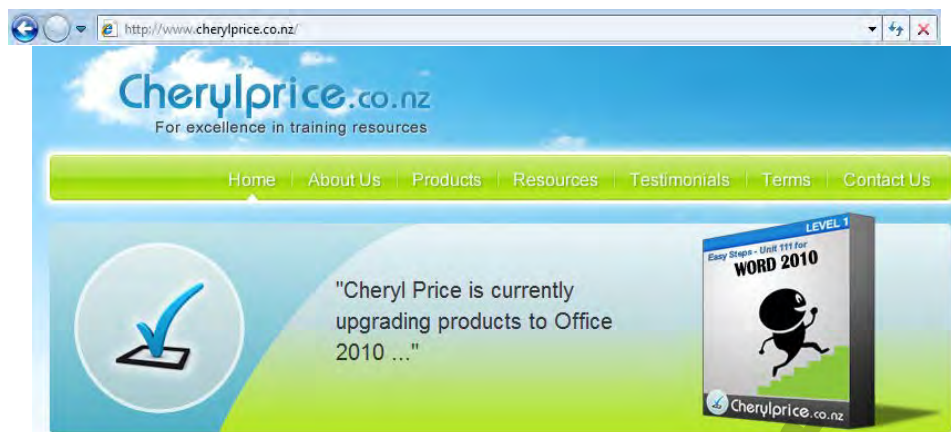 http://www.cherylprice.co.nz/
Cherylprice.co.nz
For excellence in training resources
Home About Us Products Resources Testimonials Terms Contact Us
LEVEL 1
Easy Steps - Unit 111 for
WORD 2010
"Cheryl Price is currently
upgrading products to Office
2010 ..."
Cherylprice.co.nz